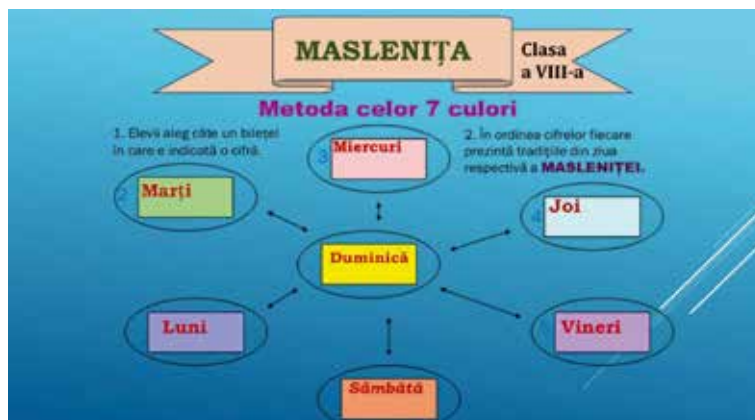 MASLENIȚA
Clasa
a VIII-a
Metoda celor 7 culori
1. Elevii aleg câte un bilețel
în care e indicată o cifră.
2. În ordinea cifrelor fiecare
prezintă tradițiile din ziua
respectivă a MASLENIȚEI.
3
Miercuri
2
Marți
4
Joi
Duminică
Luni
Vineri
Sâmbătă